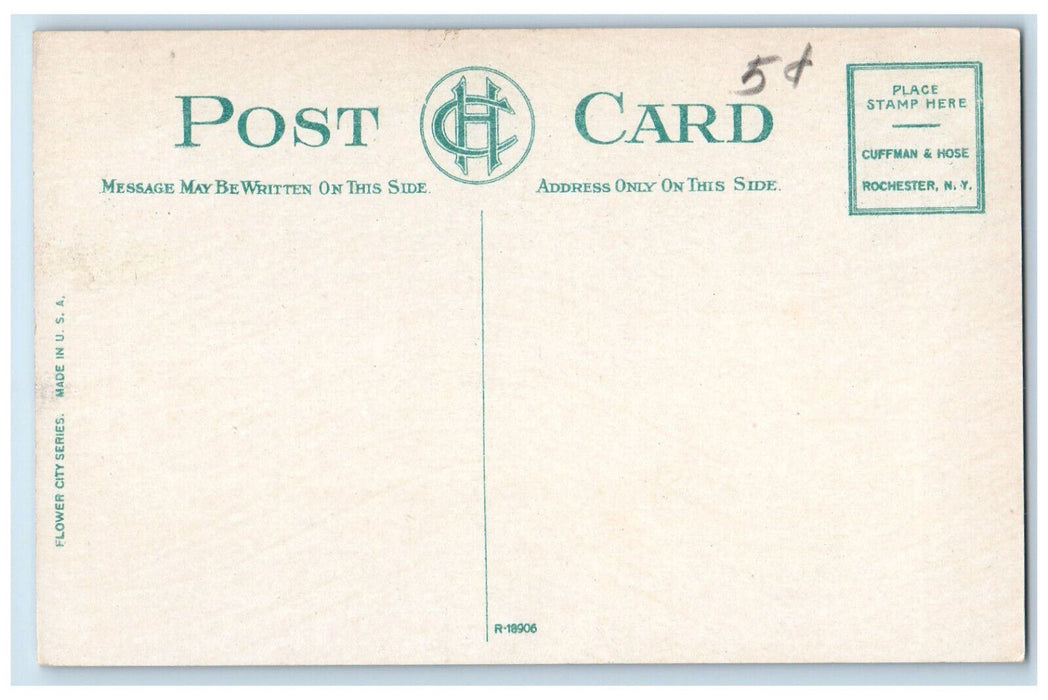 POST CARD
CH
5¢
MESSAGE MAY BE WRITTEN ON THIS SIDE.
ADDRESS ONLY ON THIS SIDE.
PLACE
STAMP HERE
CUFFMAN & HOSE
ROCHESTER, N. Y.
FLOWER CITY SERIES. MADE IN U. S. A.
R-18906